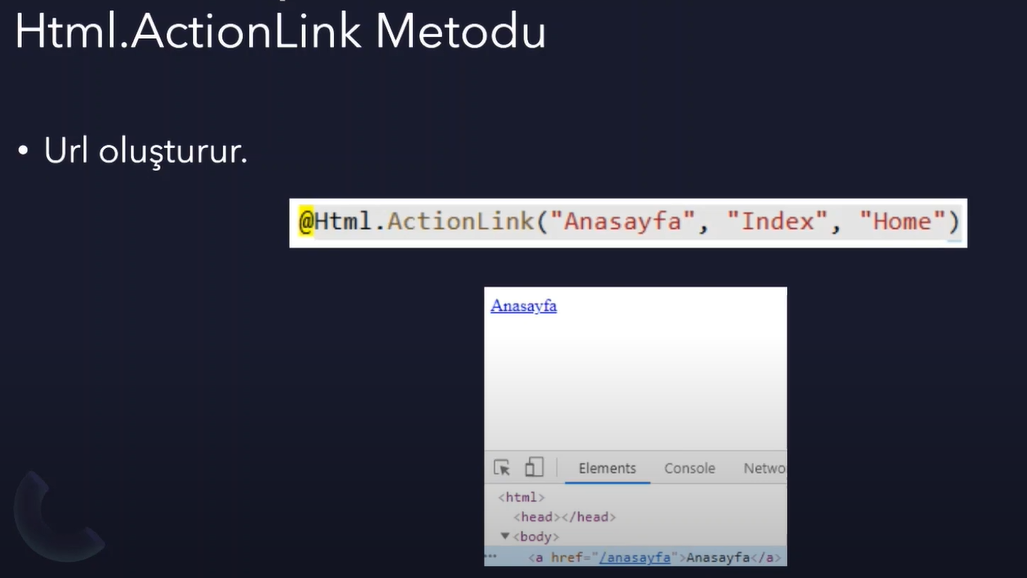 Html.ActionLink Metodu
• Url oluşturur.
@Html.ActionLink("Anasayfa", "Index", "Home")
Anasayfa
Elements Console
<html>
<head></head>
▼<body>
··· <a href="/anasayfa">Anasayfa</a>